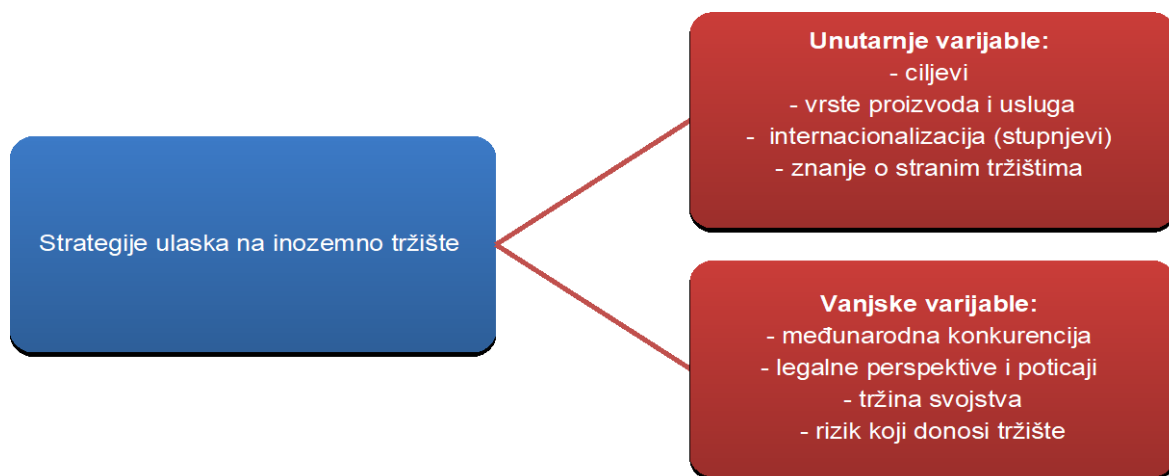 Strategije ulaska na inozemno tržište
Unutarnje varijable:
- ciljevi
- vrste proizvoda i usluga
- internacionalizacija (stupnjevi)
- znanje o stranim tržištima
Vanjske varijable:
- međunarodna konkurencija
- legalne perspektive i poticaji
- tržina svojstva
- rizik koji donosi tržište